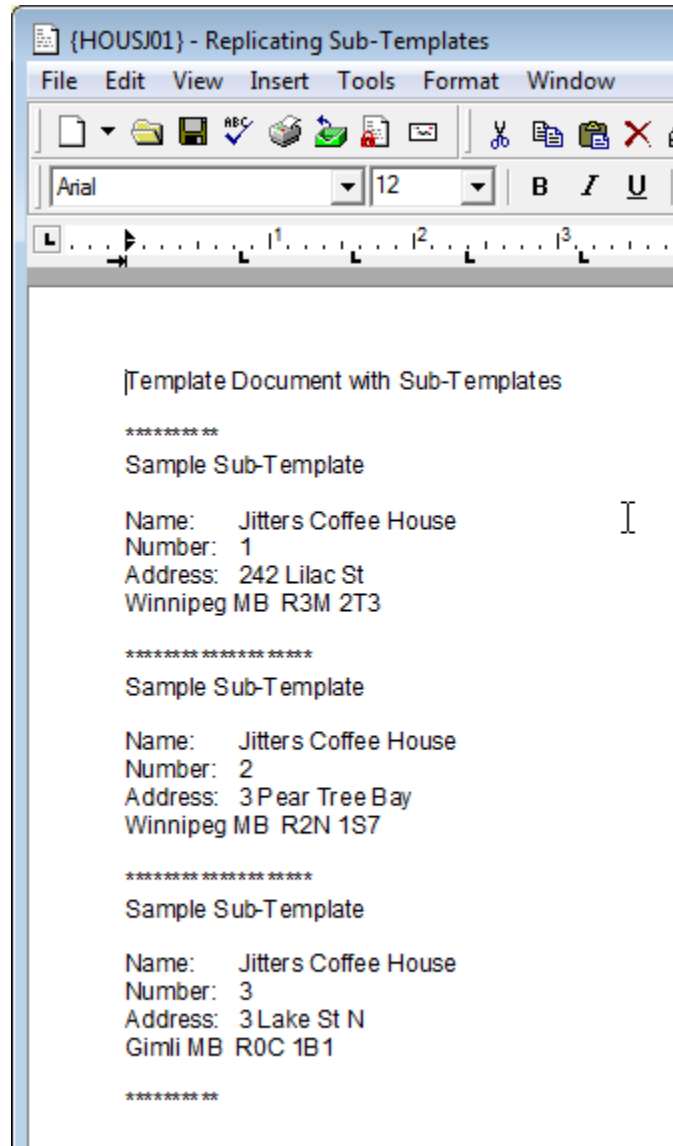 {HOUSJ01} - Replicating Sub-Templates
File Edit View Insert Tools Format Window
ABC
Arial 12 B I U
L 1 2 3
Template Document with Sub-Templates
**********
Sample Sub-Template
Name: Jitters Coffee House
Number: 1
Address: 242 Lilac St
Winnipeg MB R3M 2T3
********************
Sample Sub-Template
Name: Jitters Coffee House
Number: 2
Address: 3 Pear Tree Bay
Winnipeg MB R2N 1S7
********************
Sample Sub-Template
Name: Jitters Coffee House
Number: 3
Address: 3 Lake St N
Gimli MB R0C 1B1
**********